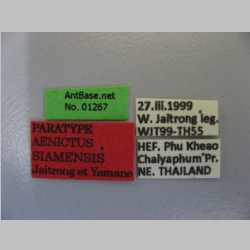 AntBase.net
No. 01267
PARATYPE
AENICTUS
SIAMENSIS
Jaitrong et Yamane
27.iii.1999
W. Jaitrong leg.
WJT99-TH55
HEF. Phu Kheao
Chaiyaphum Pr.
NE. THAILAND